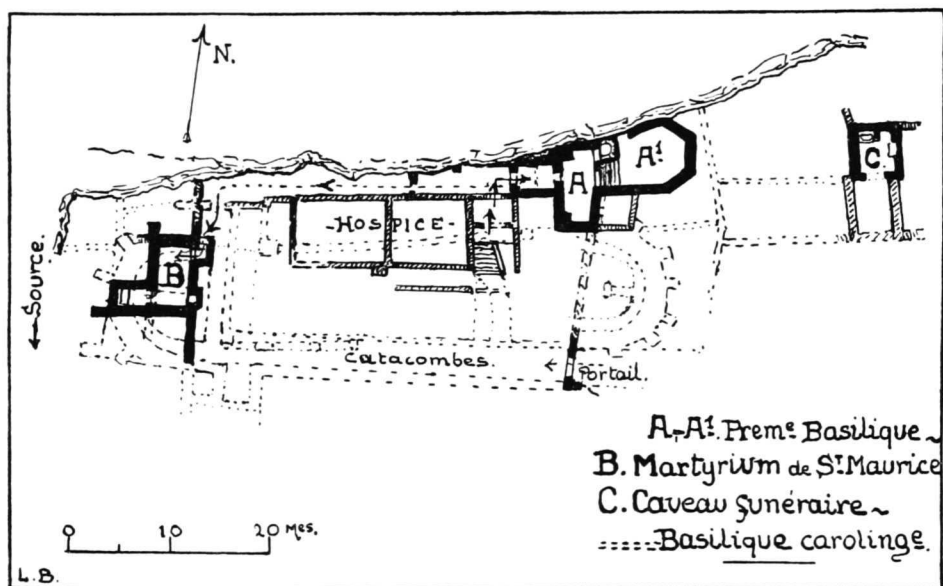 N.
A
A¹
C
-HOSPICE-
B
←Source.
Catacombes.
Portail.
A-A¹. Premᵉ Basilique ~
B. Martyrium de Sᵗ Maurice
C. Caveau funéraire ~
::::::: Basilique carolingᵉ.
0 10 20 Mes.
L.B.